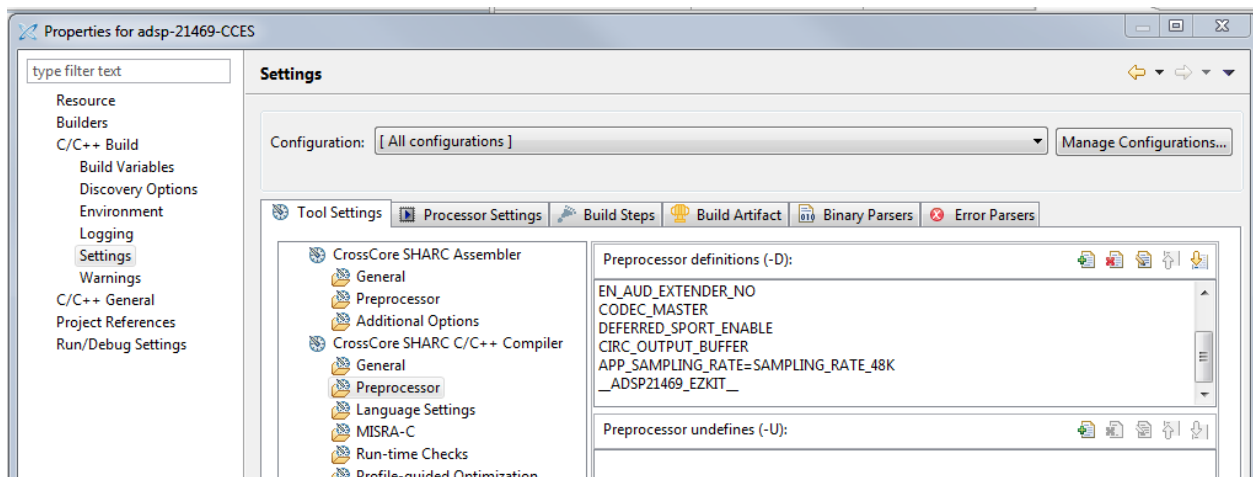 Properties for adsp-21469-CCES
type filter text
Resource
Builders
C/C++ Build
Build Variables
Discovery Options
Environment
Logging
Settings
Warnings
C/C++ General
Project References
Run/Debug Settings
Settings
Configuration: [ All configurations ] Manage Configurations...
Tool Settings Processor Settings Build Steps Build Artifact Binary Parsers Error Parsers
CrossCore SHARC Assembler
General
Preprocessor
Additional Options
CrossCore SHARC C/C++ Compiler
General
Preprocessor
Language Settings
MISRA-C
Run-time Checks
Profile-guided Optimization
Preprocessor definitions (-D):
EN_AUD_EXTENDER_NO
CODEC_MASTER
DEFERRED_SPORT_ENABLE
CIRC_OUTPUT_BUFFER
APP_SAMPLING_RATE=SAMPLING_RATE_48K
__ADSP21469_EZKIT__
Preprocessor undefines (-U):